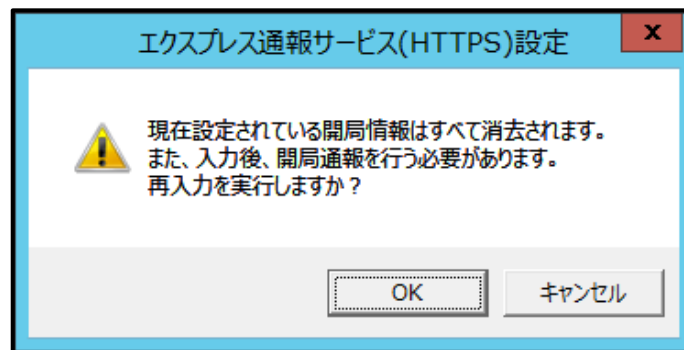 エクスプレス通報サービス(HTTPS)設定
x
現在設定されている開局情報はすべて消去されます。
また、入力後、開局通報を行う必要があります。
再入力を実行しますか？
OK
キャンセル